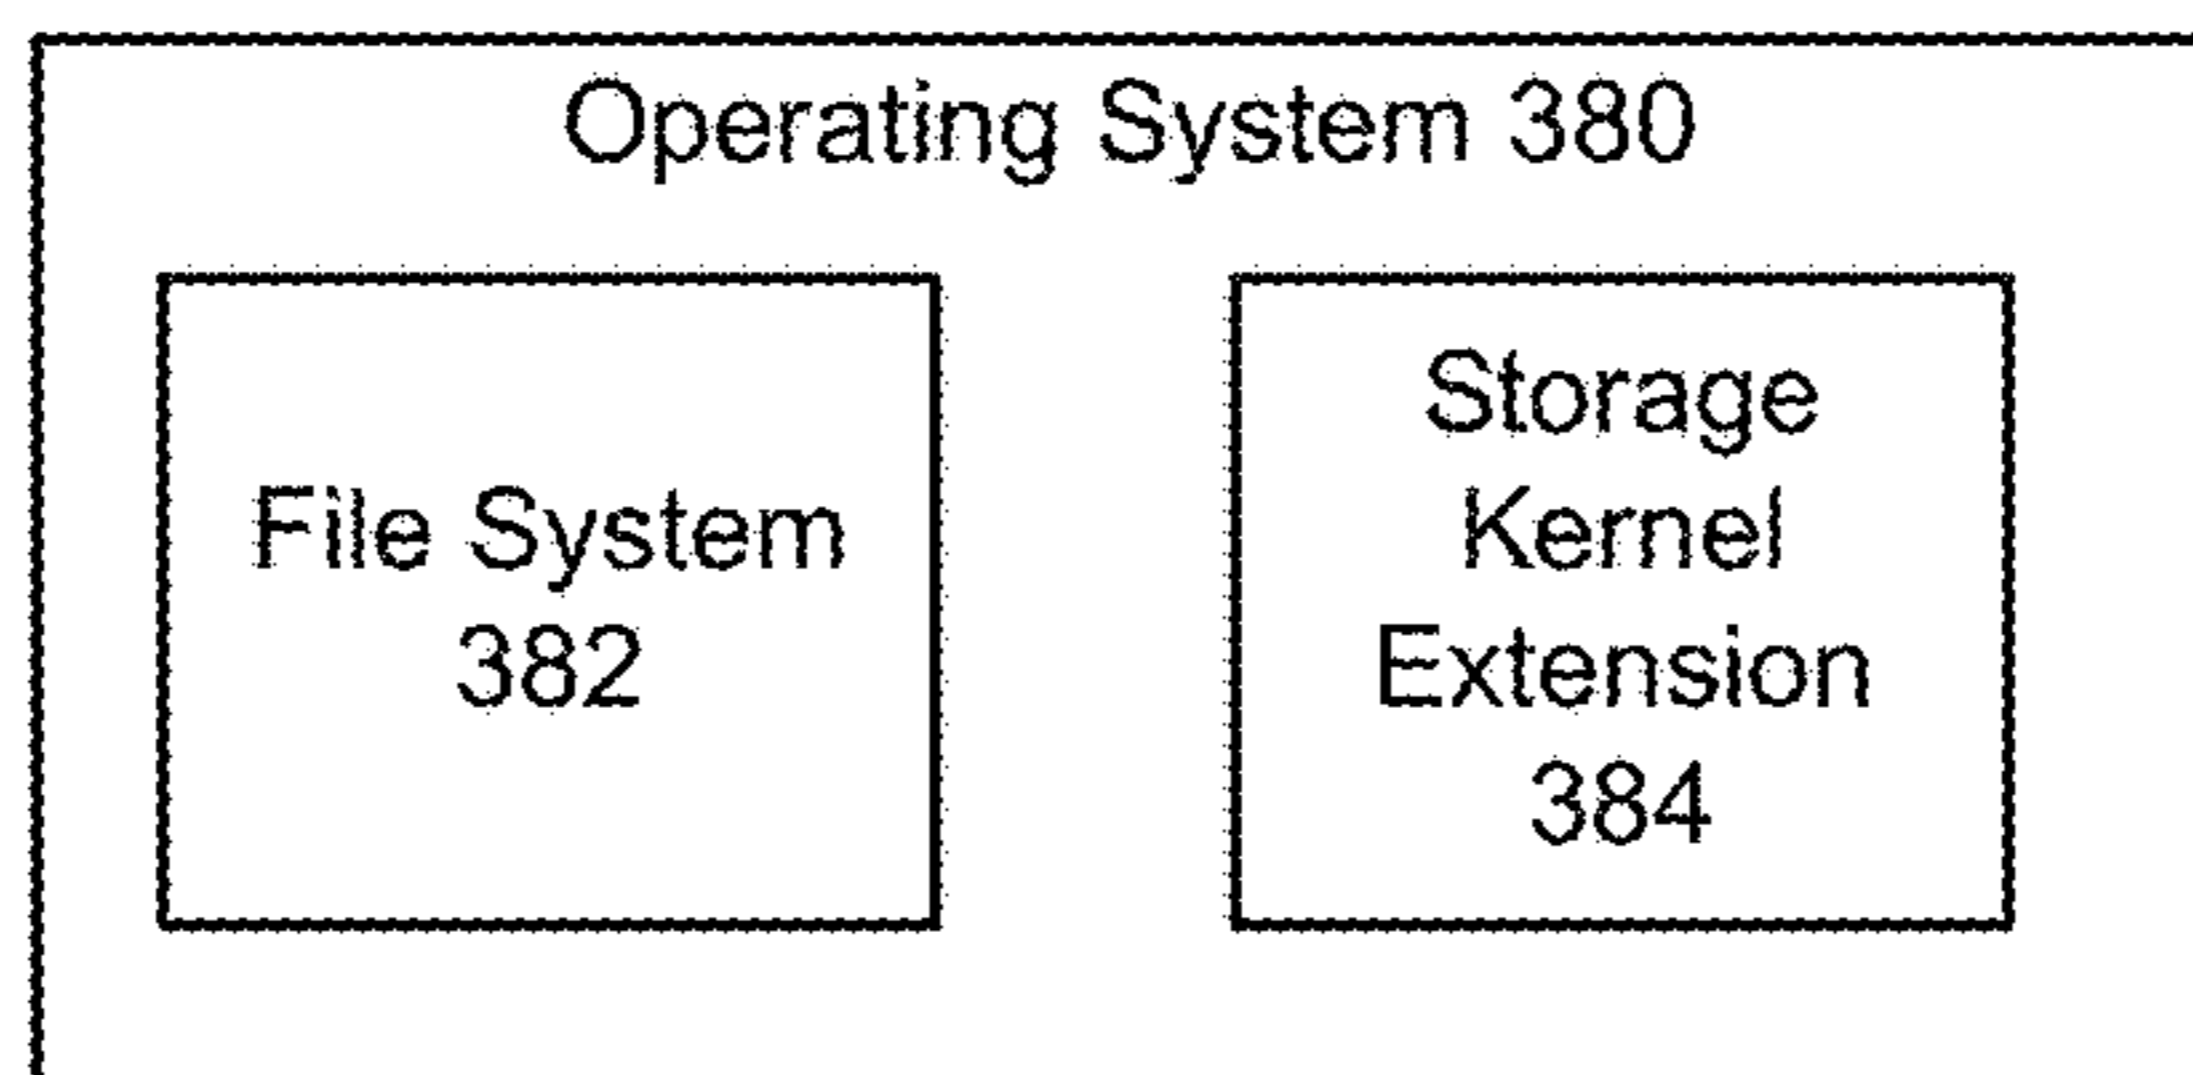 Operating System 380
File System
382
Storage
Kernel
Extension
384